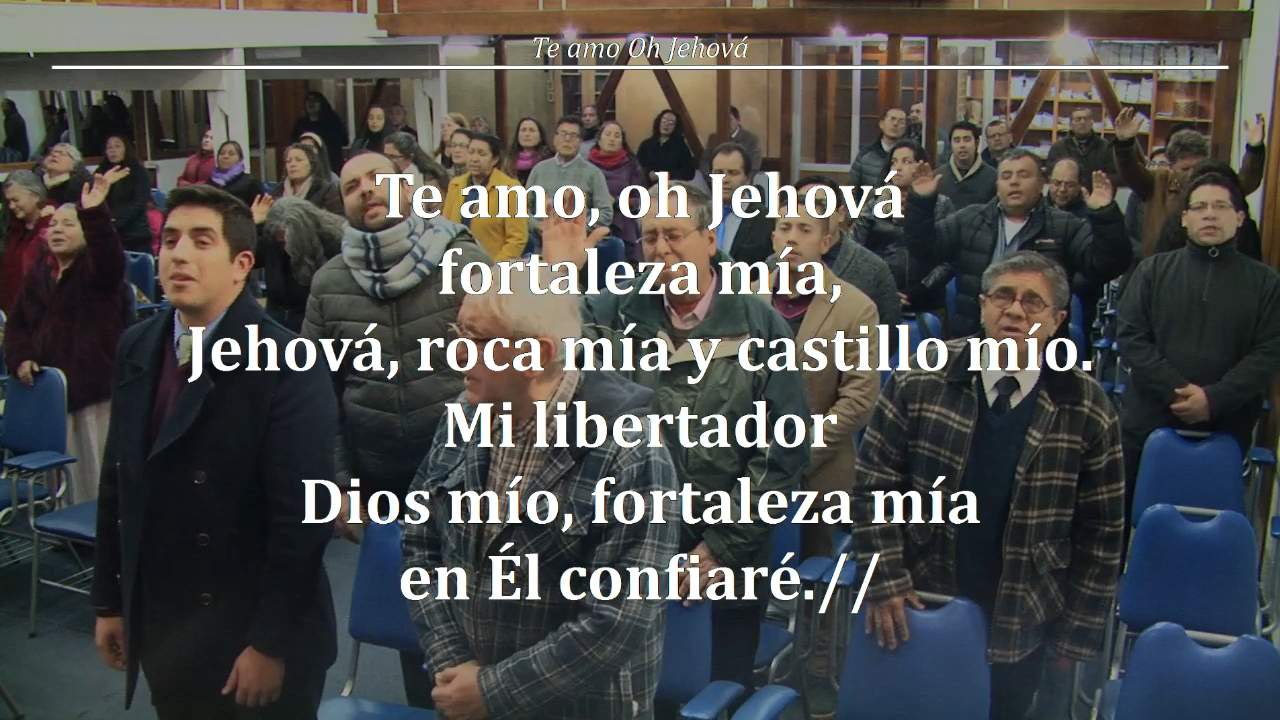 Te amo Oh Jehová
Te amo, oh Jehová
fortaleza mía,
Jehová, roca mía y castillo mío.
Mi libertador
Dios mío, fortaleza mía
en Él confiaré.//